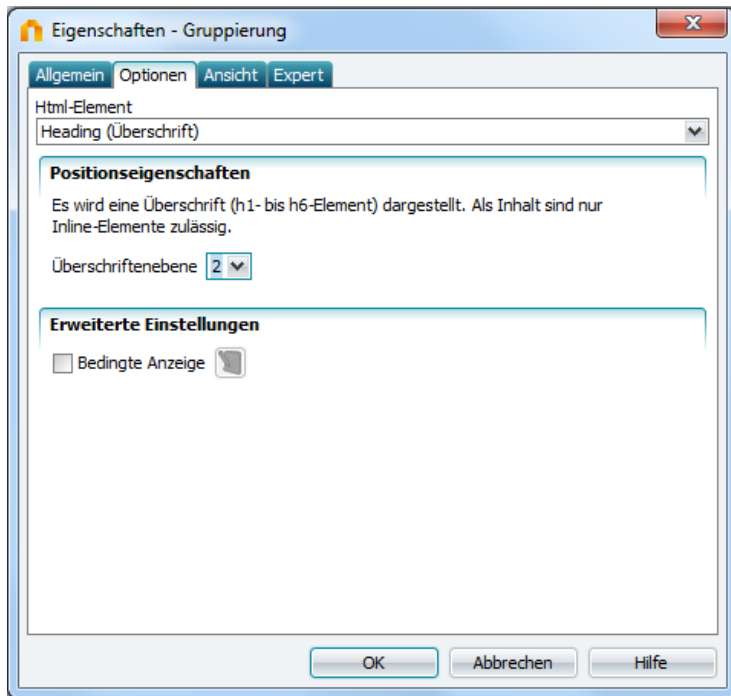 Eigenschaften - Gruppierung
Allgemein Optionen Ansicht Expert
Html-Element
Heading (Überschrift)
Positionseigenschaften
Es wird eine Überschrift (h1- bis h6-Element) dargestellt. Als Inhalt sind nur
Inline-Elemente zulässig.
Überschriftenebene 2
Erweiterte Einstellungen
Bedingte Anzeige
OK Abbrechen Hilfe